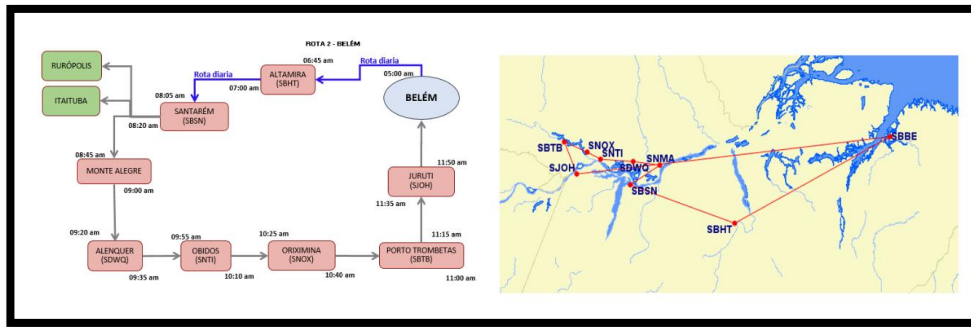 ROTA 2 - BELÉM
RURÓPOLIS
ITAITUBA
06:45 am
ALTAMIRA
(SBHT)
07:00 am
Rota diaria
Rota diaria
05:00 am
BELÉM
08:05 am
SANTARÉM
(SBSN)
08:20 am
08:45 am
MONTE ALEGRE
09:00 am
09:20 am
ALENQUER
(SDWQ)
09:35 am
09:55 am
OBIDOS
(SNTI)
10:10 am
10:25 am
ORIXIMINA
(SNOX)
10:40 am
11:15 am
PORTO TROMBETAS
(SBTB)
11:00 am
11:50 am
JURUTI
(SJOH)
11:35 am
SBBE
SBTB
SNOX
SNTI
SNMA
SJOH
SDWQ
SBSN
SBHT